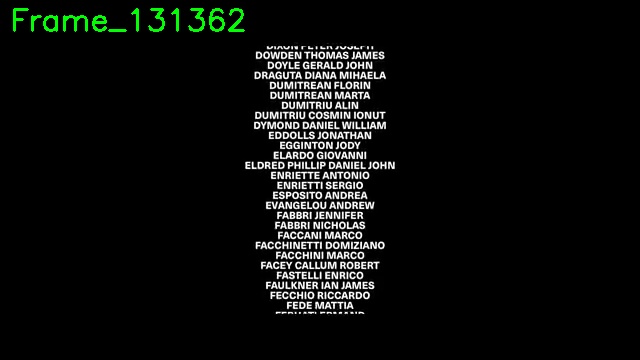 Frame_131362
DIXON PETER JOSEPH
DOWDEN THOMAS JAMES
DOYLE GERALD JOHN
DRAGUTA DIANA MIHAELA
DUMITREAN FLORIN
DUMITREAN MARTA
DUMITRIU ALIN
DUMITRIU COSMIN IONUT
DYMOND DANIEL WILLIAM
EDDOLLS JONATHAN
EGGINTON JODY
ELARDO GIOVANNI
ELDRED PHILLIP DANIEL JOHN
ENRIETTE ANTONIO
ENRIETTI SERGIO
ESPOSITO ANDREA
EVANGELOU ANDREW
FABBRI JENNIFER
FABBRI NICHOLAS
FACCANI MARCO
FACCHINETTI DOMIZIANO
FACCHINI MARCO
FACEY CALLUM ROBERT
FASTELLI ENRICO
FAULKNER IAN JAMES
FECCHIO RICCARDO
FEDE MATTIA